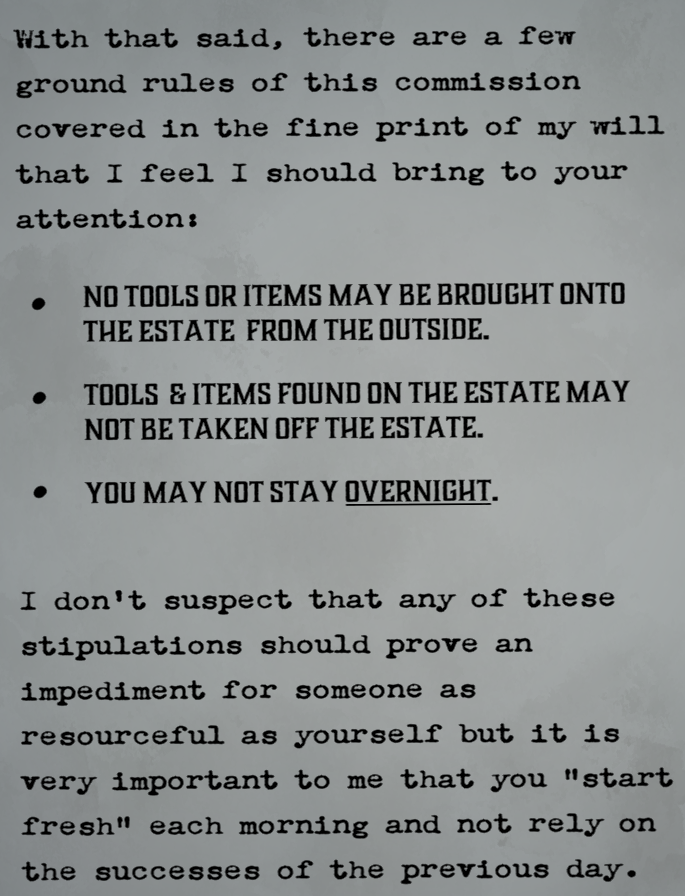 With that said, there are a few
ground rules of this commission
covered in the fine print of my will
that I feel I should bring to your
attention:
• NO TOOLS OR ITEMS MAY BE BROUGHT ONTO
THE ESTATE FROM THE OUTSIDE.
• TOOLS & ITEMS FOUND ON THE ESTATE MAY
NOT BE TAKEN OFF THE ESTATE.
• YOU MAY NOT STAY OVERNIGHT.
I don't suspect that any of these
stipulations should prove an
impediment for someone as
resourceful as yourself but it is
very important to me that you "start
fresh" each morning and not rely on
the successes of the previous day.